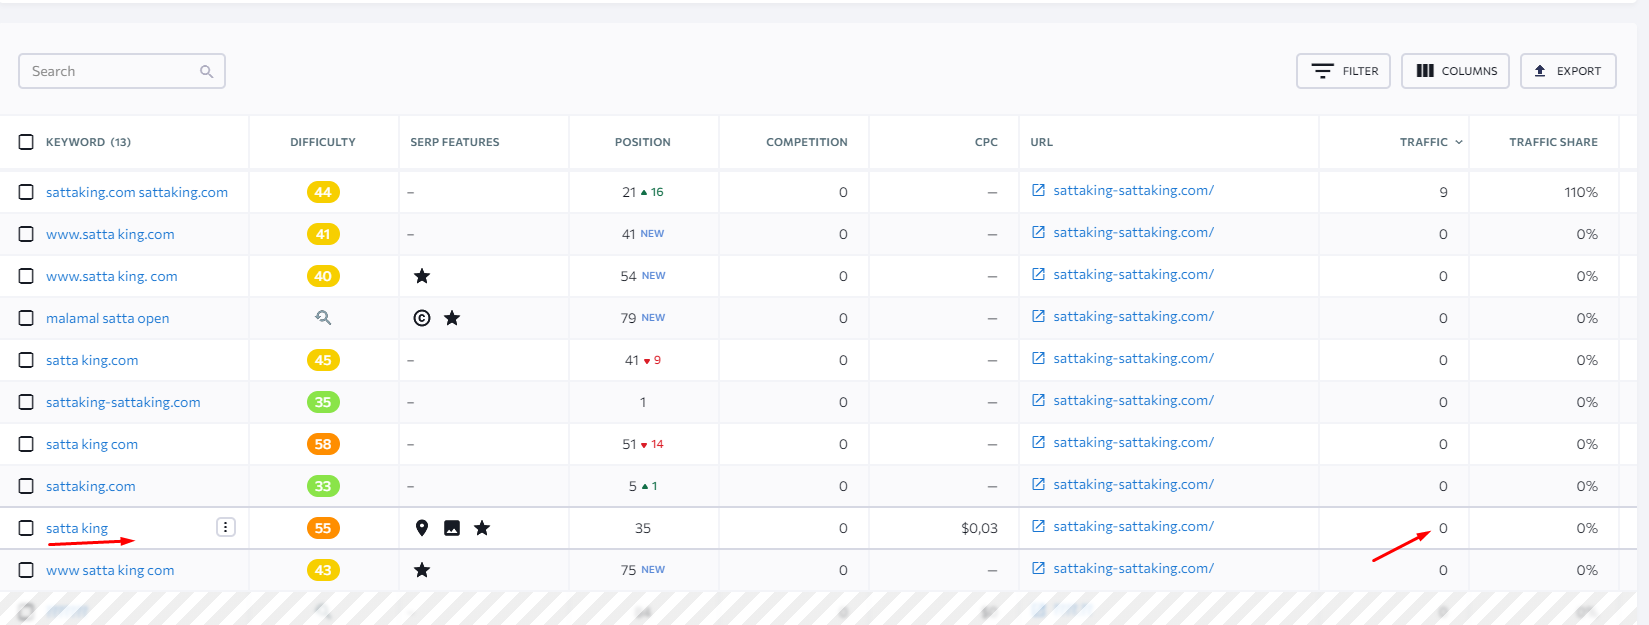 Search
FILTER COLUMNS EXPORT
KEYWORD (13) DIFFICULTY SERP FEATURES POSITION COMPETITION CPC URL TRAFFIC TRAFFIC SHARE
sattaking.com sattaking.com 44 – 21 ▲ 16 0 — sattaking-sattaking.com/ 9 110%
www.satta king.com 41 – 41 NEW 0 — sattaking-sattaking.com/ 0 0%
www.satta king. com 40 54 NEW 0 — sattaking-sattaking.com/ 0 0%
malamal satta open 79 NEW 0 — sattaking-sattaking.com/ 0 0%
satta king.com 45 – 41 ▼ 9 0 — sattaking-sattaking.com/ 0 0%
sattaking-sattaking.com 35 – 1 0 — sattaking-sattaking.com/ 0 0%
satta king com 58 – 51 ▼ 14 0 — sattaking-sattaking.com/ 0 0%
sattaking.com 33 – 5 ▲ 1 0 — sattaking-sattaking.com/ 0 0%
satta king 55 35 0 $0,03 sattaking-sattaking.com/ 0 0%
www satta king com 43 75 NEW 0 — sattaking-sattaking.com/ 0 0%